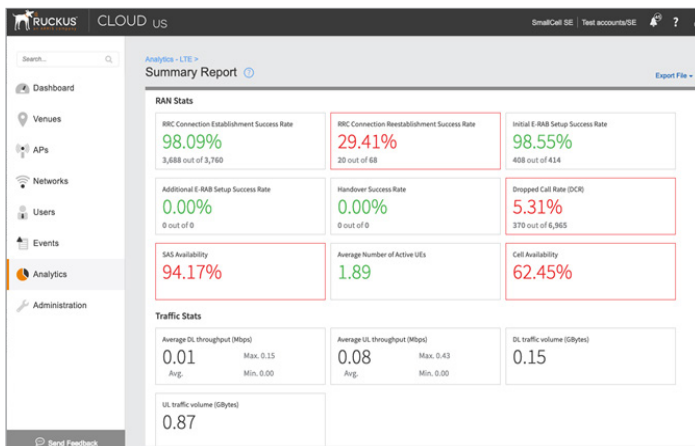 RUCKUS
CLOUD US
SmallCell SE | Test accounts/SE
?
Search...
Dashboard
Venues
APs
Networks
Users
Events
Analytics
Administration
Send Feedback
Analytics - LTE >
Summary Report ?
Export File
RAN Stats
RRC Connection Establishment Success Rate
98.09%
3,688 out of 3,760
RRC Connection Reestablishment Success Rate
29.41%
20 out of 68
Initial E-RAB Setup Success Rate
98.55%
408 out of 414
Additional E-RAB Setup Success Rate
0.00%
0 out of 0
Handover Success Rate
0.00%
0 out of 0
Dropped Call Rate (DCR)
5.31%
370 out of 6,965
SAS Availability
94.17%
Average Number of Active UEs
1.89
Cell Availability
62.45%
Traffic Stats
Average DL throughput (Mbps)
0.01 Max. 0.15
Avg. Min. 0.00
Average UL throughput (Mbps)
0.08 Max. 0.43
Avg. Min. 0.00
DL traffic volume (GBytes)
0.15
UL traffic volume (GBytes)
0.87